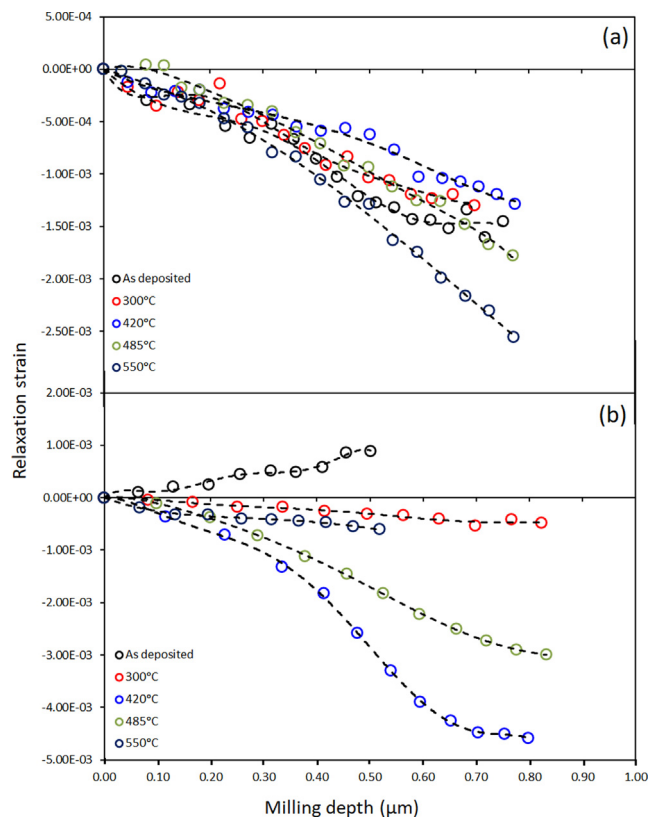 5.00E-04
(a)
0.00E+00
-5.00E-04
-1.00E-03
-1.50E-03
-2.00E-03
-2.50E-03
As deposited
300°C
420°C
485°C
550°C
Relaxation strain
2.00E-03
(b)
1.00E-03
0.00E+00
-1.00E-03
-2.00E-03
-3.00E-03
-4.00E-03
-5.00E-03
As deposited
300°C
420°C
485°C
550°C
0.00 0.10 0.20 0.30 0.40 0.50 0.60 0.70 0.80 0.90 1.00
Milling depth (μm)